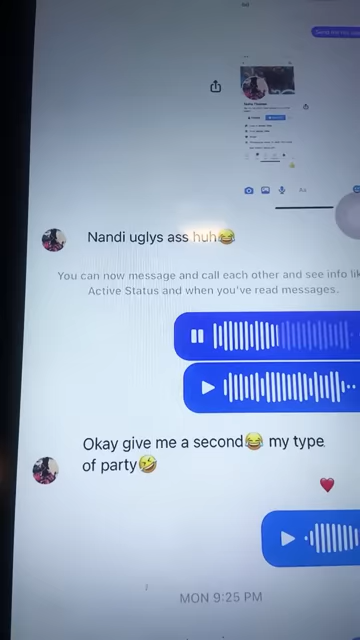 Nandi uglys ass huh😂
You can now message and call each other and see info lik
Active Status and when you've read messages.
Okay give me a second😂 my type
of party🤣
MON 9:25 PM